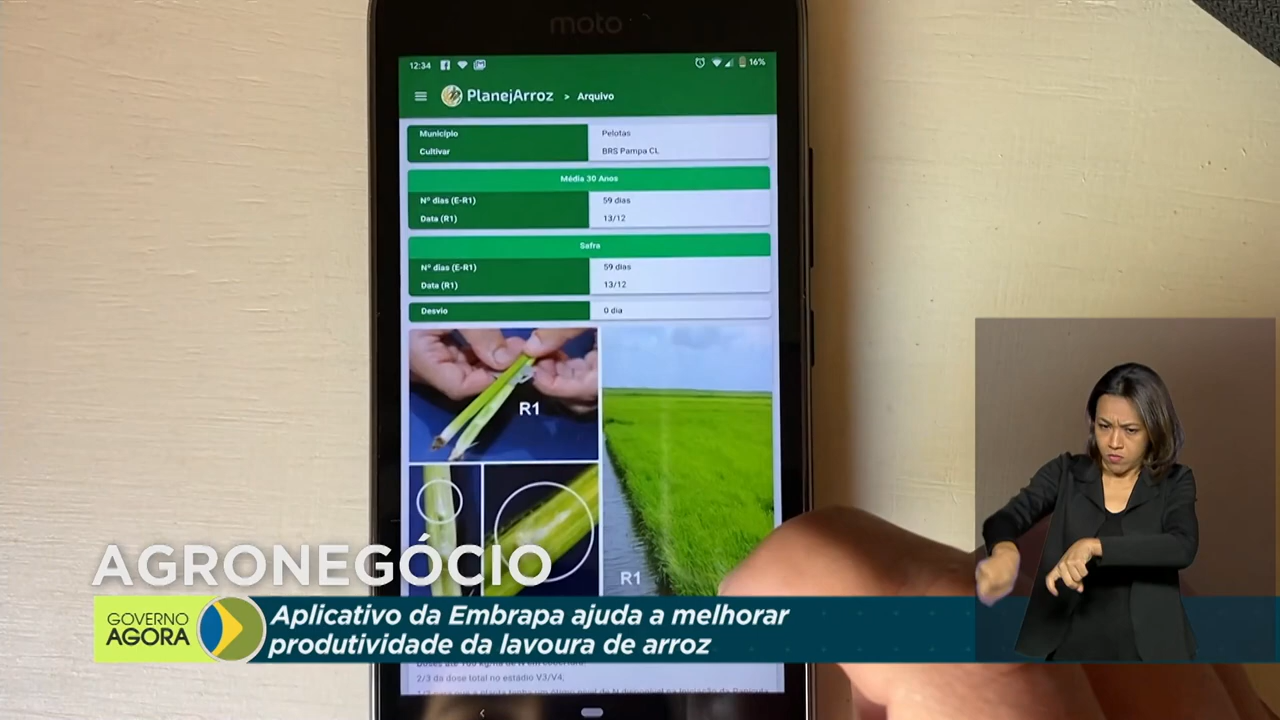 moto
12:34
16%
PlanejArroz > Arquivo
Município Pelotas
Cultivar BRS Pampa CL
Média 30 Anos
Nº dias (E-R1) 59 dias
Data (R1) 13/12
Safra
Nº dias (E-R1) 59 dias
Data (R1) 13/12
Desvio 0 dia
R1
R1
AGRONEGÓCIO
GOVERNO
AGORA
Aplicativo da Embrapa ajuda a melhorar
produtividade da lavoura de arroz
2/3 da dose total no estádio V3/V4,